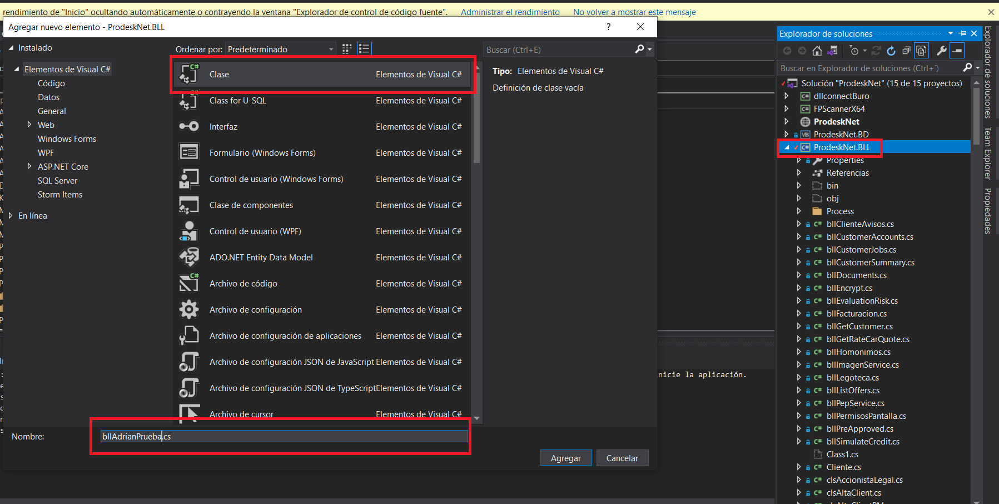 rendimiento de "Inicio" ocultando automáticamente o contrayendo la ventana "Explorador de control de código fuente". Administrar el rendimiento No volver a mostrar este mensaje
Agregar nuevo elemento - ProdeskNet.BLL
?
Instalado
Elementos de Visual C#
Código
Datos
General
Web
Windows Forms
WPF
ASP.NET Core
SQL Server
Storm Items
En línea
Ordenar por: Predeterminado
Clase Elementos de Visual C#
Class for U-SQL Elementos de Visual C#
Interfaz Elementos de Visual C#
Formulario (Windows Forms) Elementos de Visual C#
Control de usuario (Windows Forms) Elementos de Visual C#
Clase de componentes Elementos de Visual C#
Control de usuario (WPF) Elementos de Visual C#
ADO.NET Entity Data Model Elementos de Visual C#
Archivo de código Elementos de Visual C#
Archivo de configuración Elementos de Visual C#
Archivo de configuración de aplicaciones Elementos de Visual C#
Archivo de configuración JSON de JavaScript Elementos de Visual C#
Archivo de configuración JSON de TypeScript Elementos de Visual C#
Archivo de cursor Elementos de Visual C#
Buscar (Ctrl+E)
Tipo: Elementos de Visual C#
Definición de clase vacía
Nombre: bllAdrianPrueba.cs
Agregar Cancelar
inicie la aplicación.
Explorador de soluciones
Buscar en Explorador de soluciones (Ctrl+´)
Solución "ProdeskNet" (15 de 15 proyectos)
dllconnectBuro
FPScannerX64
ProdeskNet
ProdeskNet.BD
ProdeskNet.BLL
Properties
Referencias
bin
obj
Process
bllClienteAvisos.cs
bllCustomerAccounts.cs
bllCustomerJobs.cs
bllCustomerSummary.cs
bllDocuments.cs
bllEncrypt.cs
bllEvaluationRisk.cs
bllFacturacion.cs
bllGetCustomer.cs
bllGetRateCarQuote.cs
bllHomonimos.cs
bllImagenService.cs
bllLegoteca.cs
bllListOffers.cs
bllPepService.cs
bllPermisosPantalla.cs
bllPreApproved.cs
bllSimulateCredit.cs
Class1.cs
Cliente.cs
clsAccionistaLegal.cs
clsAltaClient.cs
Explorador de soluciones
Team Explorer
Propiedades